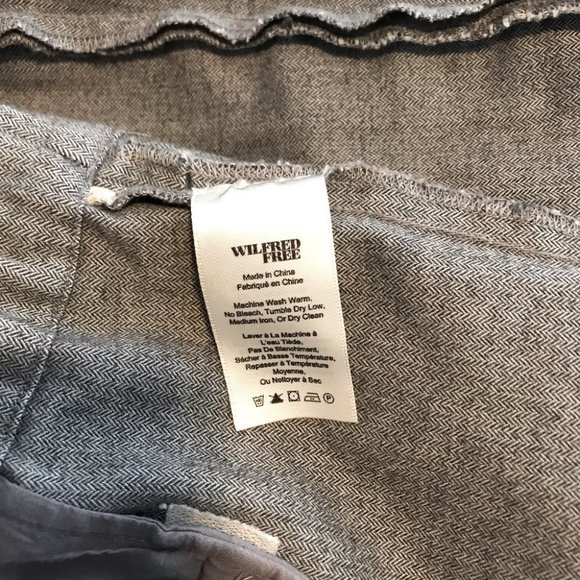 WILFRED
FREE
Made in China
Fabriqué en Chine
Machine Wash Warm,
No Bleach, Tumble Dry Low,
Medium Iron, Or Dry Clean
Laver à La Machine à
L'eau Tiède,
Pas De Blanchiment,
Sécher à Basse Température,
Repasser à Température
Moyenne,
Ou Nettoyer à Sec
P